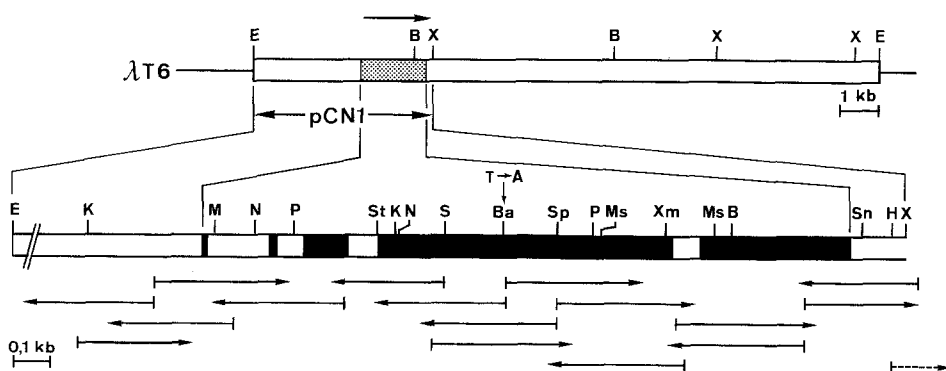 E B X B X X E
λT6
1 kb
pCN1
T→A
E K M N P St K N S Ba Sp P Ms Xm Ms B Sn H X
0,1 kb